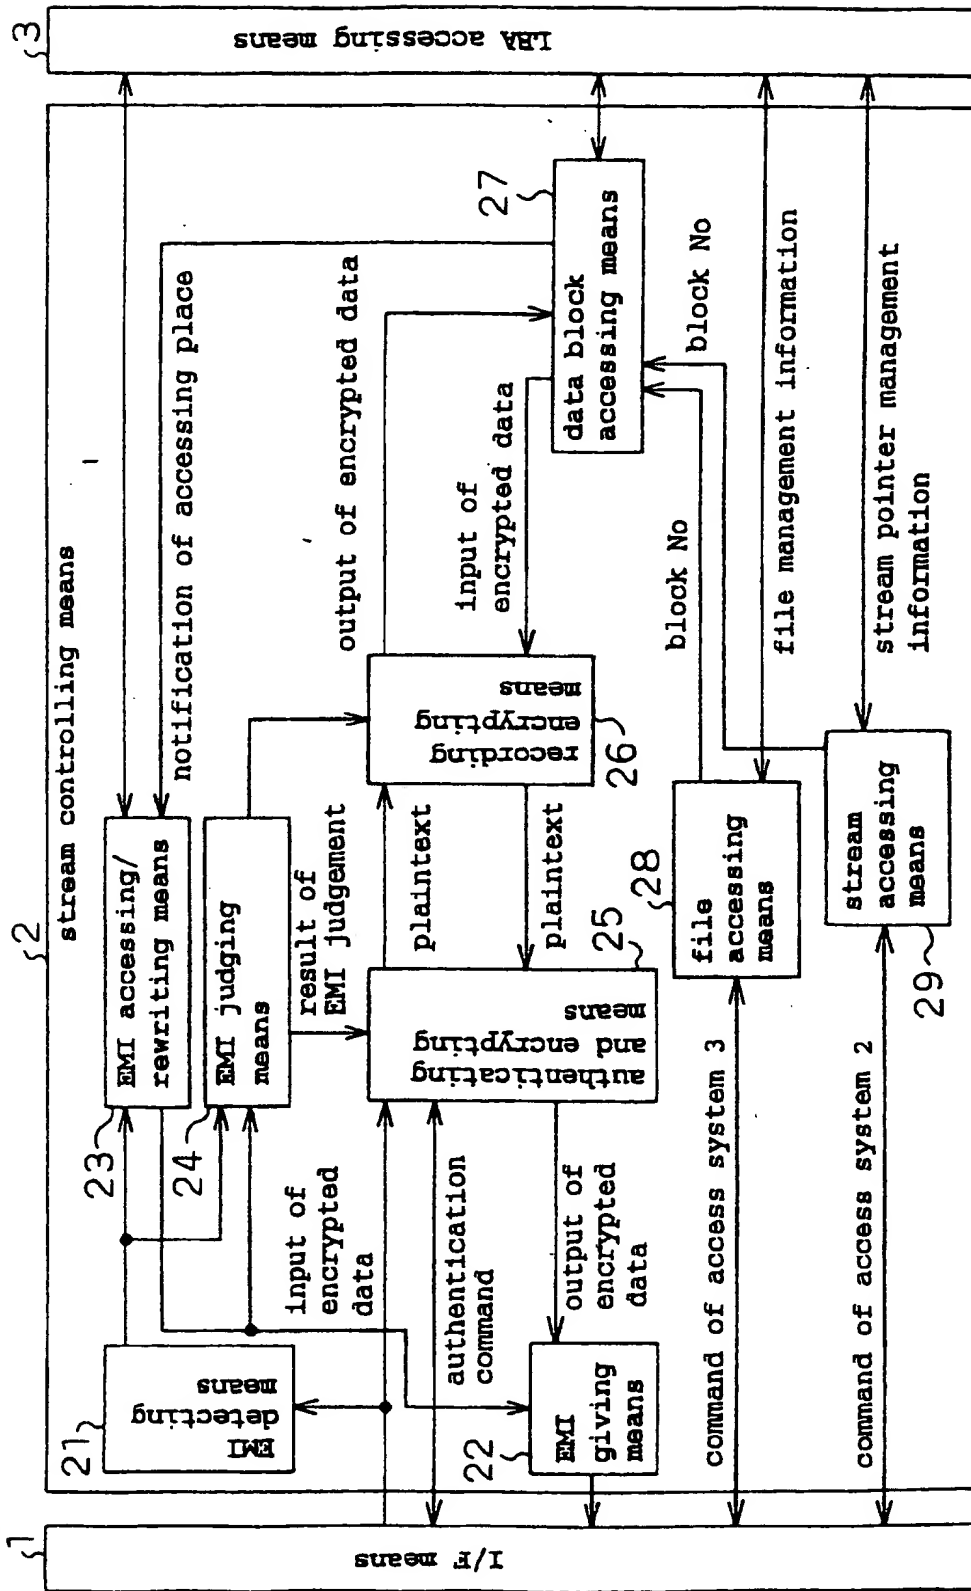 1
I/F means
2
stream controlling means
3
LBA accessing means
21
EMI
detecting
means
22
EMI
giving
means
23
EMI accessing/
rewriting means
24
EMI judging
means
notification of accessing place
result of
EMI judgement
input of
encrypted
data
authentication
command
output of
encrypted
data
25
authenticating
and encrypting
means
plaintext
plaintext
26
recording
encrypting
means
output of encrypted data
input of
encrypted data
27
data block
accessing means
block No
block No
28
file
accessing
means
file management information
command of access system 3
29
stream
accessing
means
stream pointer management
information
command of access system 2